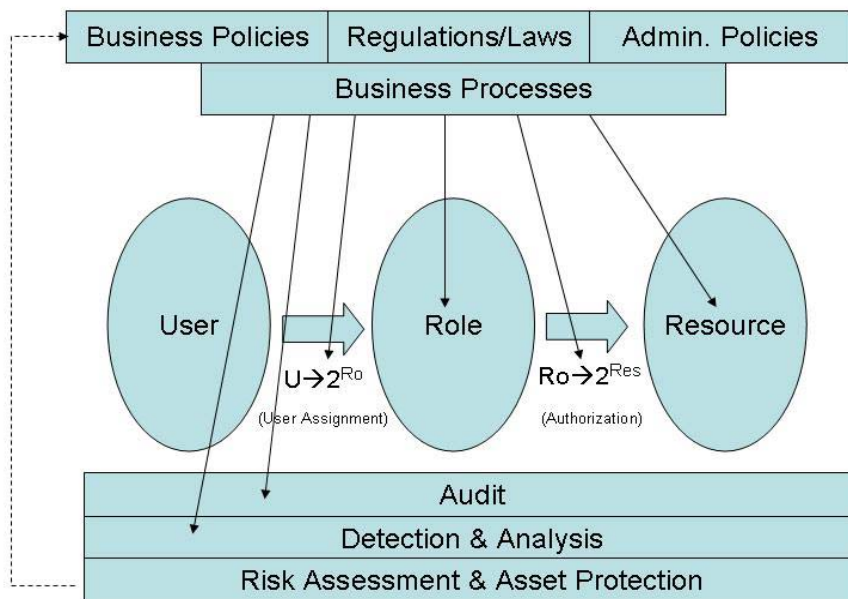 Business Policies
Regulations/Laws
Admin. Policies
Business Processes
User
Role
Resource
U→2^Ro
(User Assignment)
Ro→2^Res
(Authorization)
Audit
Detection & Analysis
Risk Assessment & Asset Protection